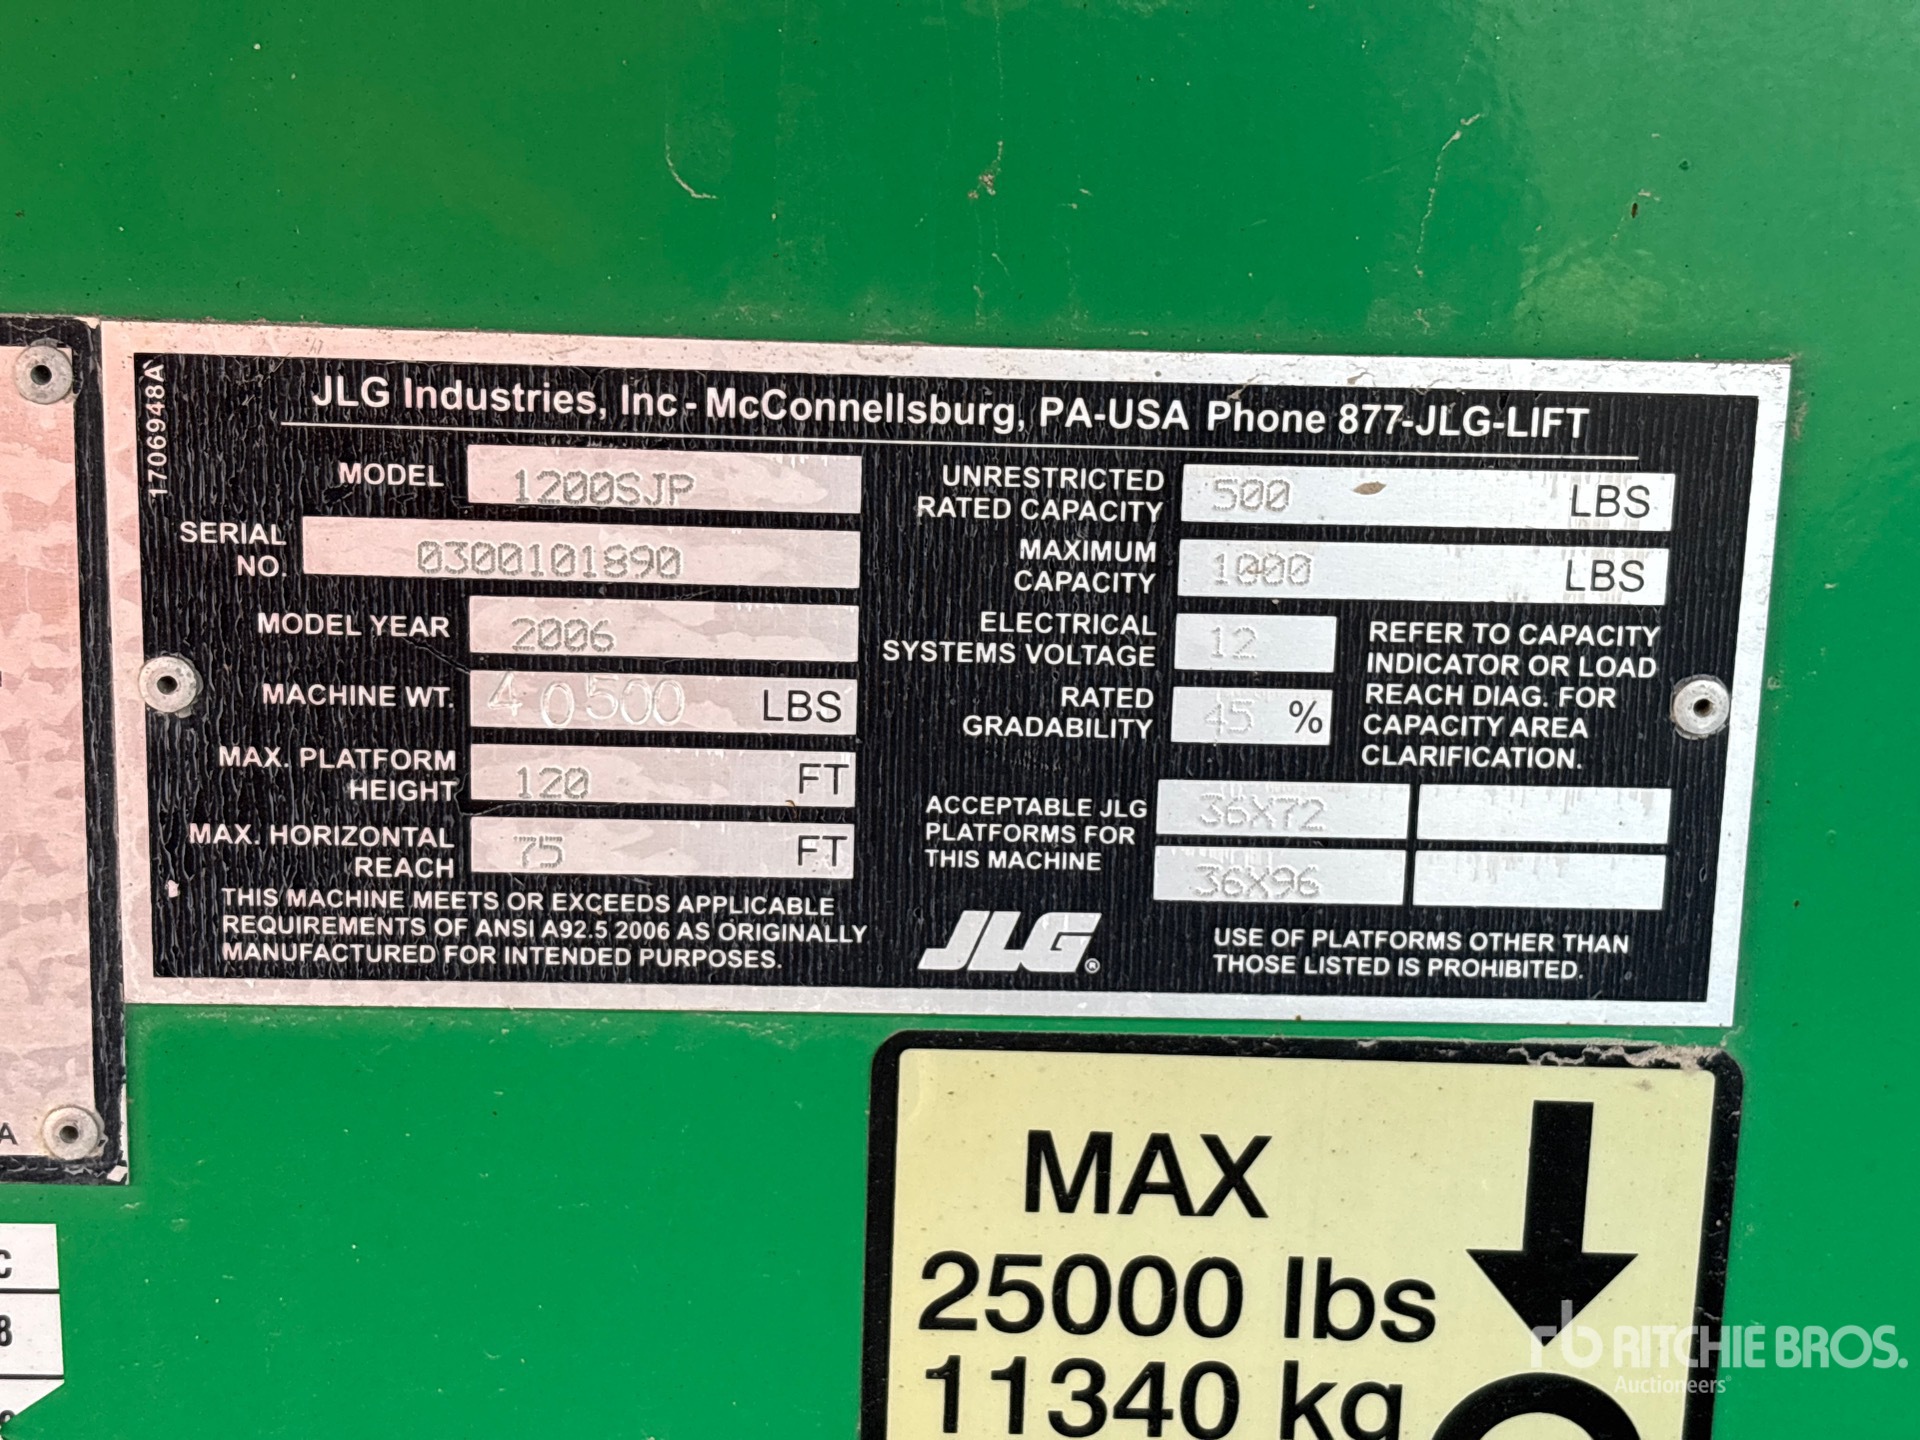 1706948A
JLG Industries, Inc - McConnellsburg, PA-USA Phone 877-JLG-LIFT
MODEL 1200SJP
SERIAL NO. 0300101890
MODEL YEAR 2006
MACHINE WT. 40500 LBS
MAX. PLATFORM HEIGHT 120 FT
MAX. HORIZONTAL REACH 75 FT
THIS MACHINE MEETS OR EXCEEDS APPLICABLE
REQUIREMENTS OF ANSI A92.5 2006 AS ORIGINALLY
MANUFACTURED FOR INTENDED PURPOSES.
UNRESTRICTED
RATED CAPACITY 500 LBS
MAXIMUM
CAPACITY 1000 LBS
ELECTRICAL
SYSTEMS VOLTAGE 12
RATED
GRADABILITY 45 %
REFER TO CAPACITY
INDICATOR OR LOAD
REACH DIAG. FOR
CAPACITY AREA
CLARIFICATION.
ACCEPTABLE JLG
PLATFORMS FOR
THIS MACHINE
36X72
36X96
JLG®
USE OF PLATFORMS OTHER THAN
THOSE LISTED IS PROHIBITED.
MAX
25000 lbs
11340 kg
A
C
8
rb RITCHIE BROS.
Auctioneers